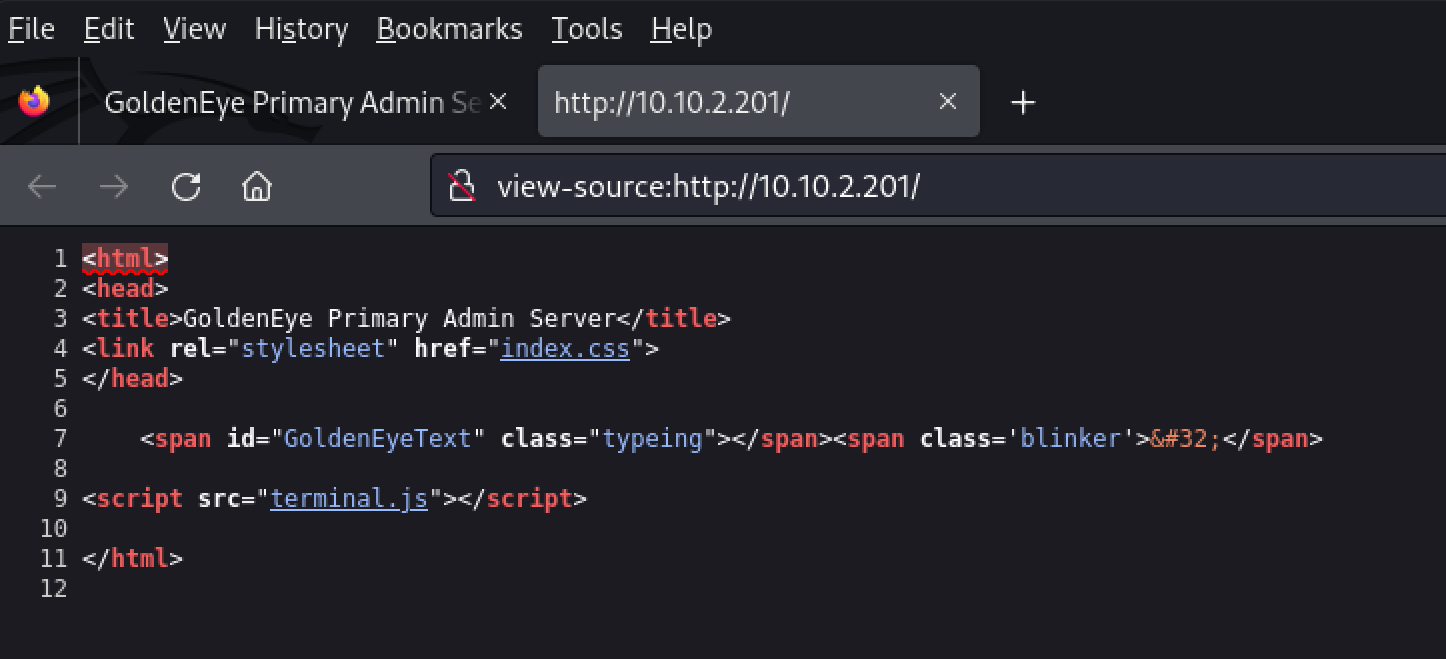 File Edit View History Bookmarks Tools Help
GoldenEye Primary Admin Se × http://10.10.2.201/ × +
view-source:http://10.10.2.201/
1 <html>
2 <head>
3 <title>GoldenEye Primary Admin Server</title>
4 <link rel="stylesheet" href="index.css">
5 </head>
6
7     <span id="GoldenEyeText" class="typeing"></span><span class='blinker'>&#32;</span>
8
9 <script src="terminal.js"></script>
10
11 </html>
12